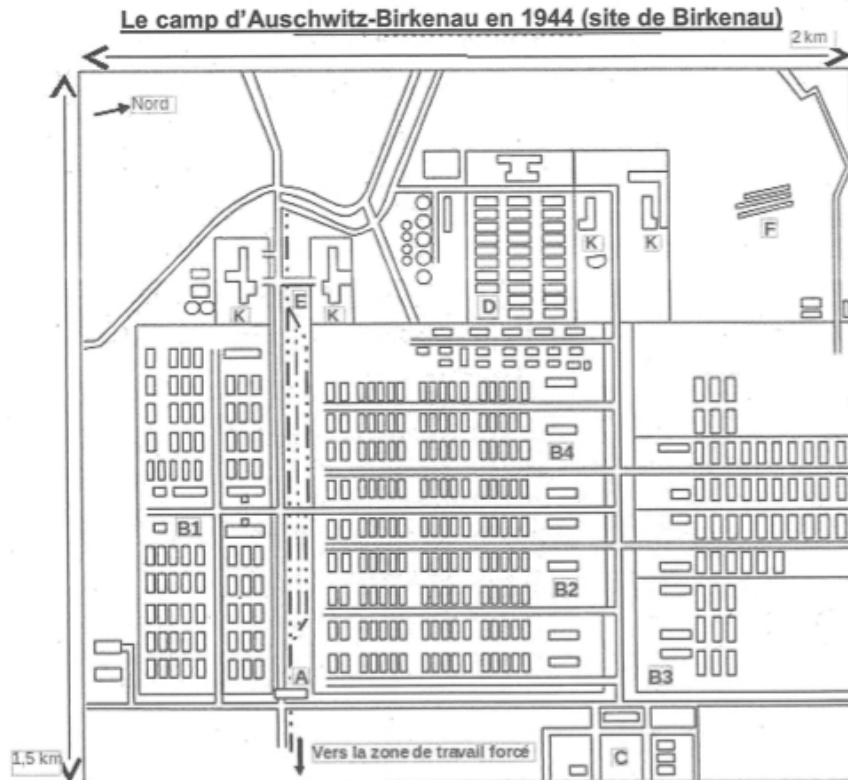 Le camp d'Auschwitz-Birkenau en 1944 (site de Birkenau)
2 km
Nord
F
K
K
D
E
K
K
B4
B1
B2
A
B3
1,5 km
Vers la zone de travail forcé
C